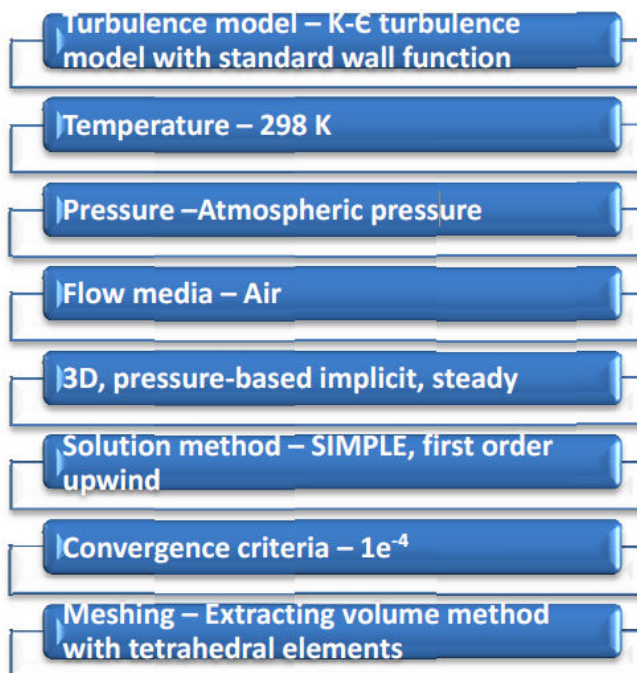 Turbulence model – K-Є turbulence
model with standard wall function
Temperature – 298 K
Pressure –Atmospheric pressure
Flow media – Air
3D, pressure-based implicit, steady
Solution method – SIMPLE, first order
upwind
Convergence criteria – 1e⁻⁴
Meshing – Extracting volume method
with tetrahedral elements